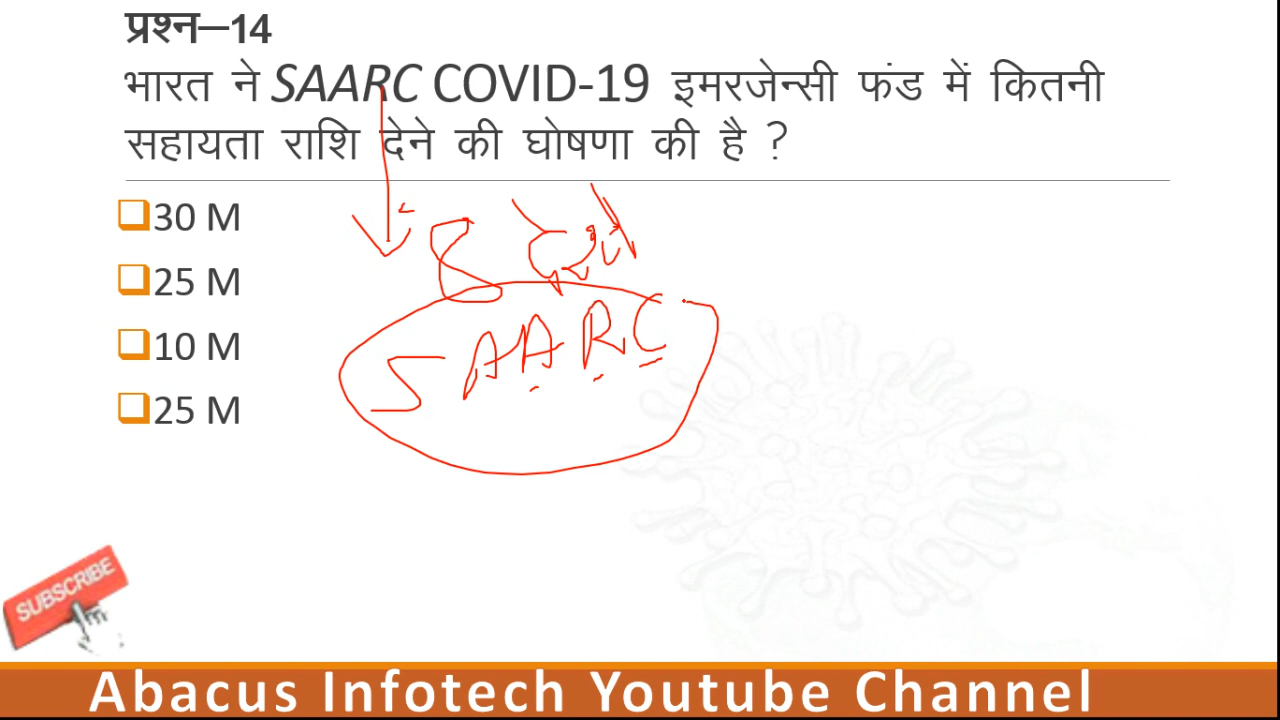 प्रश्न—14
भारत ने SAARC COVID-19 इमरजेन्सी फंड में कितनी
सहायता राशि देने की घोषणा की है ?
30 M
25 M
10 M
25 M
8 देश
SAARC
SUBSCRIBE
Abacus Infotech Youtube Channel